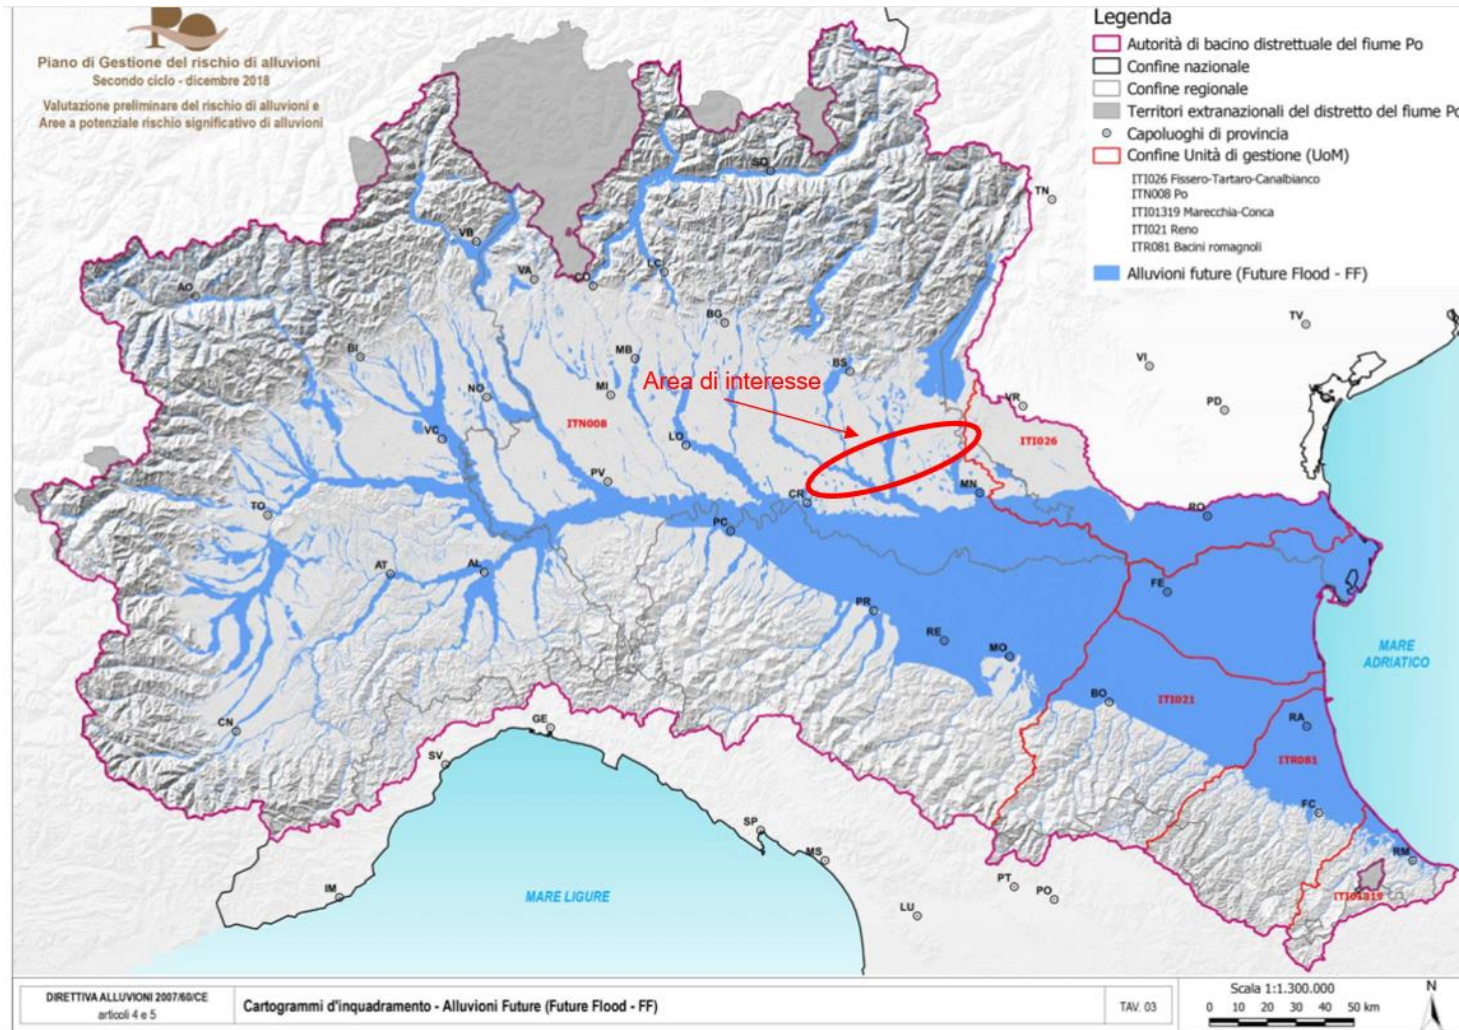 Piano di Gestione del rischio di alluvioni
Secondo ciclo - dicembre 2018
Valutazione preliminare del rischio di alluvioni e
Aree a potenziale rischio significativo di alluvioni
Legenda
Autorità di bacino distrettuale del fiume Po
Confine nazionale
Confine regionale
Territori extranazionali del distretto del fiume Po
Capoluoghi di provincia
Confine Unità di gestione (UoM)
ITI026 Fissero-Tartaro-Canalbianco
ITN008 Po
ITI01319 Marecchia-Conca
ITI021 Reno
ITR081 Bacini romagnoli
Alluvioni future (Future Flood - FF)
SO
TN
VB
VA
CO
LC
AO
BG
TV
BI
MB
BS
VI
Area di interesse
NO
MI
VR
PD
VC
ITN008
LO
ITI026
PV
CR
MN
TO
PC
RO
AT
AL
FE
PR
RE
MO
MARE
ADRIATICO
BO
ITI021
RA
CN
GE
SV
ITR081
FC
SP
MS
RM
IM
MARE LIGURE
PT
PO
LU
ITI01319
DIRETTIVA ALLUVIONI 2007/60/CE
articoli 4 e 5
Cartogrammi d'inquadramento - Alluvioni Future (Future Flood - FF)
TAV. 03
Scala 1:1.300.000
0 10 20 30 40 50 km
N